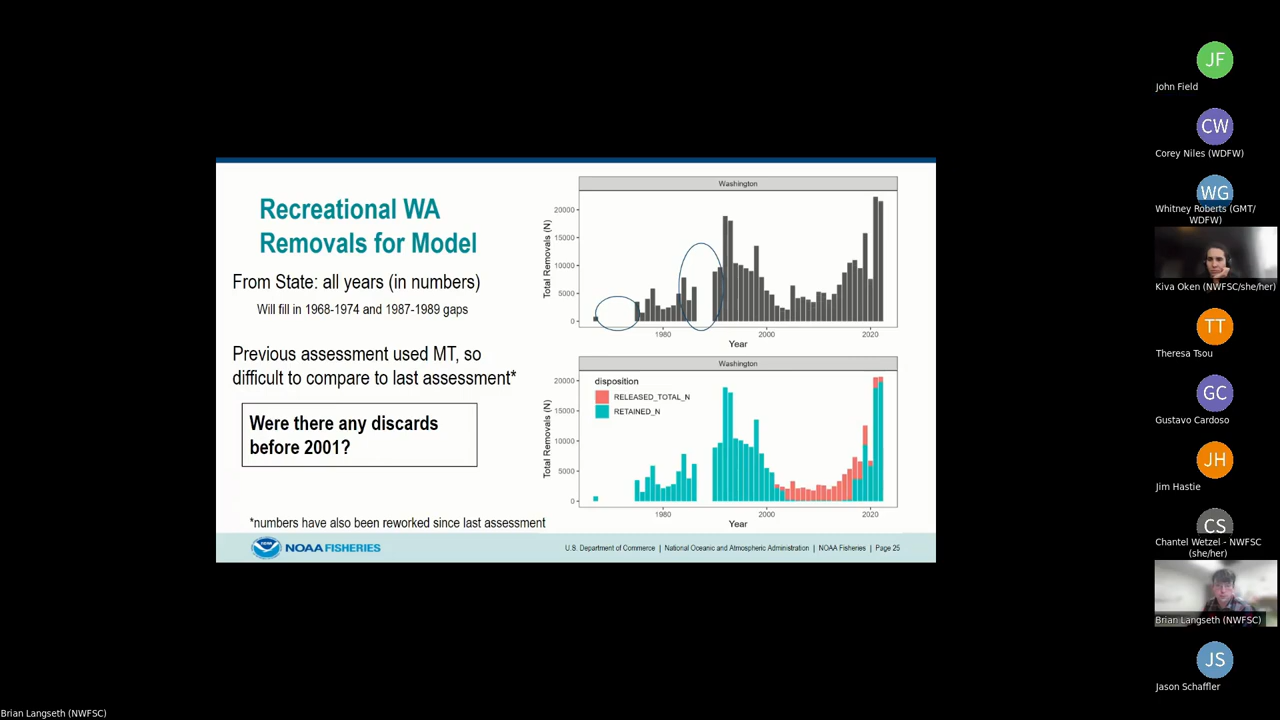 Recreational WA
Removals for Model
From State: all years (in numbers)
Will fill in 1968-1974 and 1987-1989 gaps
Previous assessment used MT, so
difficult to compare to last assessment*
Were there any discards
before 2001?
*numbers have also been reworked since last assessment
Washington
Total Removals (N)
20000
15000
10000
5000
0
1980
2000
2020
Year
Washington
disposition
RELEASED_TOTAL_N
RETAINED_N
Total Removals (N)
20000
15000
10000
5000
0
1980
2000
2020
Year
NOAA FISHERIES
U.S. Department of Commerce | National Oceanic and Atmospheric Administration | NOAA Fisheries | Page 25
JF
John Field
CW
Corey Niles (WDFW)
WG
Whitney Roberts (GMT/
WDFW)
Kiva Oken (NWFSC/she/her)
TT
Theresa Tsou
GC
Gustavo Cardoso
JH
Jim Hastie
CS
Chantel Wetzel - NWFSC
(she/her)
Brian Langseth (NWFSC)
JS
Jason Schaffler
Brian Langseth (NWFSC)